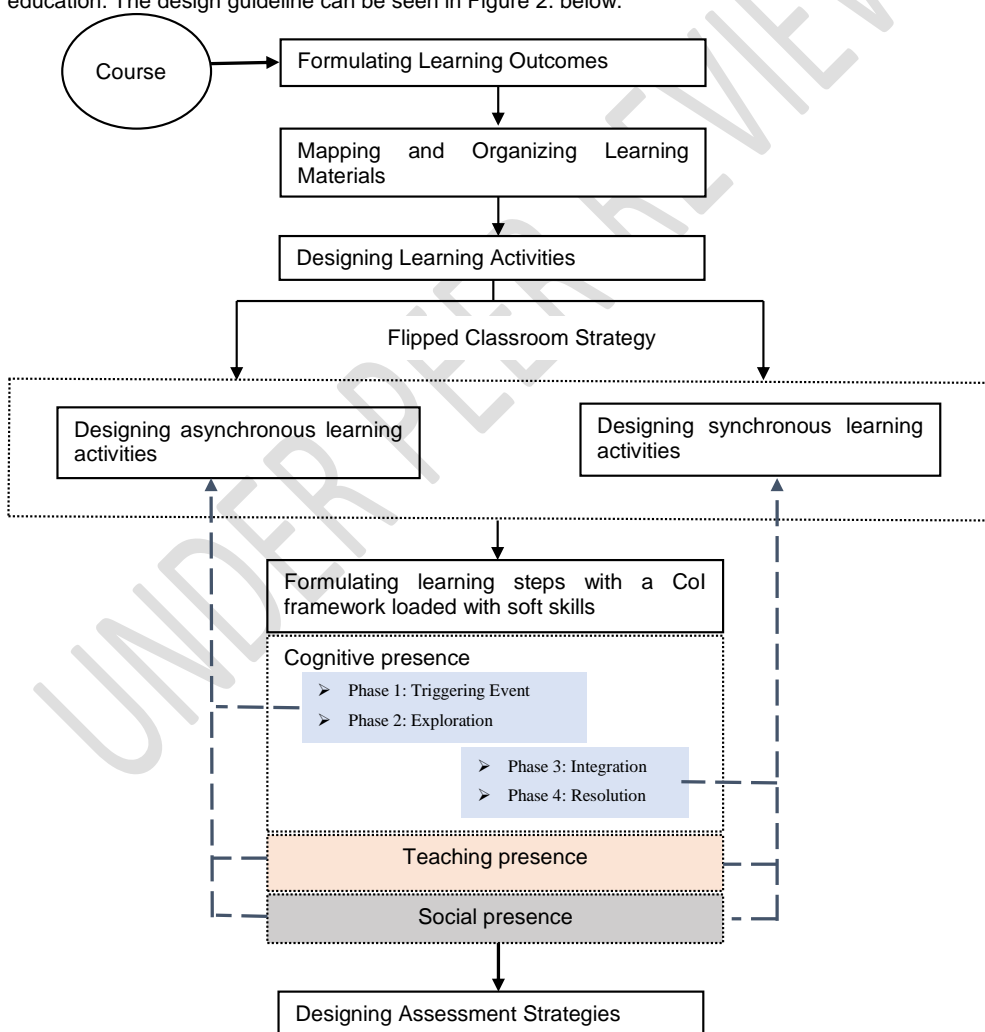 education. The design guideline can be seen in Figure 2. below.
Course
Formulating Learning Outcomes
Mapping and Organizing Learning
Materials
Designing Learning Activities
Flipped Classroom Strategy
Designing asynchronous learning
activities
Designing synchronous learning
activities
Formulating learning steps with a CoI
framework loaded with soft skills
Cognitive presence
➢ Phase 1: Triggering Event
➢ Phase 2: Exploration
➢ Phase 3: Integration
➢ Phase 4: Resolution
Teaching presence
Social presence
Designing Assessment Strategies
UNDER PEER REVIEW